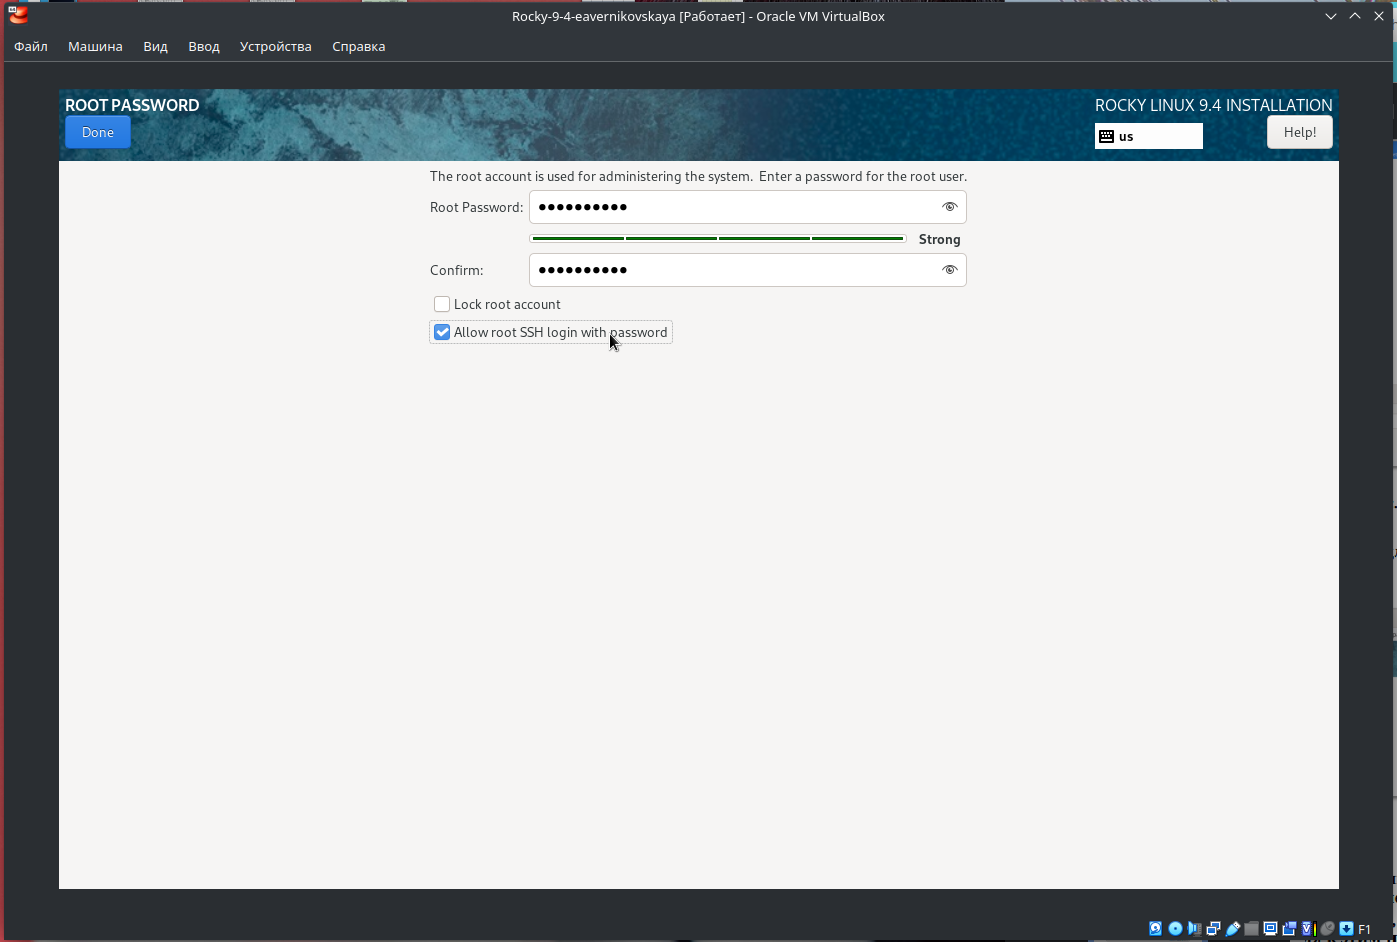 Rocky-9-4-eavernikovskaya [Работает] - Oracle VM VirtualBox
Файл Машина Вид Ввод Устройства Справка
ROOT PASSWORD
ROCKY LINUX 9.4 INSTALLATION
Done
us
Help!
The root account is used for administering the system. Enter a password for the root user.
Root Password: ●●●●●●●●●●
Strong
Confirm: ●●●●●●●●●●
Lock root account
Allow root SSH login with password
F1